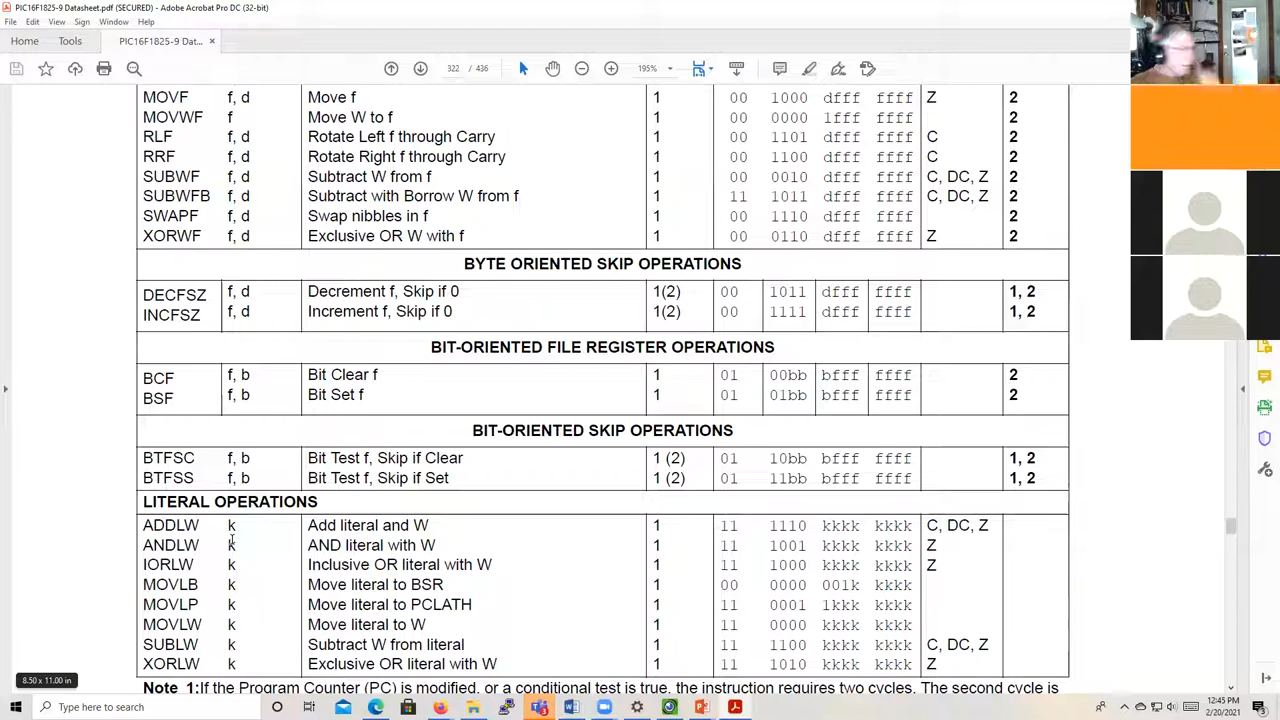 PIC16F1825-9 Datasheet.pdf (SECURED) - Adobe Acrobat Pro DC (32-bit)
File Edit View Sign Window Help
Home Tools PIC16F1825-9 Dat... ×
322 / 436 195%
MOVF f, d Move f 1 00 1000 dfff ffff Z 2
MOVWF f Move W to f 1 00 0000 1fff ffff 2
RLF f, d Rotate Left f through Carry 1 00 1101 dfff ffff C 2
RRF f, d Rotate Right f through Carry 1 00 1100 dfff ffff C 2
SUBWF f, d Subtract W from f 1 00 0010 dfff ffff C, DC, Z 2
SUBWFB f, d Subtract with Borrow W from f 1 11 1011 dfff ffff C, DC, Z 2
SWAPF f, d Swap nibbles in f 1 00 1110 dfff ffff 2
XORWF f, d Exclusive OR W with f 1 00 0110 dfff ffff Z 2
BYTE ORIENTED SKIP OPERATIONS
DECFSZ f, d Decrement f, Skip if 0 1(2) 00 1011 dfff ffff 1, 2
INCFSZ f, d Increment f, Skip if 0 1(2) 00 1111 dfff ffff 1, 2
BIT-ORIENTED FILE REGISTER OPERATIONS
BCF f, b Bit Clear f 1 01 00bb bfff ffff 2
BSF f, b Bit Set f 1 01 01bb bfff ffff 2
BIT-ORIENTED SKIP OPERATIONS
BTFSC f, b Bit Test f, Skip if Clear 1 (2) 01 10bb bfff ffff 1, 2
BTFSS f, b Bit Test f, Skip if Set 1 (2) 01 11bb bfff ffff 1, 2
LITERAL OPERATIONS
ADDLW k Add literal and W 1 11 1110 kkkk kkkk C, DC, Z
ANDLW k AND literal with W 1 11 1001 kkkk kkkk Z
IORLW k Inclusive OR literal with W 1 11 1000 kkkk kkkk Z
MOVLB k Move literal to BSR 1 00 0000 001k kkkk
MOVLP k Move literal to PCLATH 1 11 0001 1kkk kkkk
MOVLW k Move literal to W 1 11 0000 kkkk kkkk
SUBLW k Subtract W from literal 1 11 1100 kkkk kkkk C, DC, Z
XORLW k Exclusive OR literal with W 1 11 1010 kkkk kkkk Z
Note 1:If the Program Counter (PC) is modified, or a conditional test is true, the instruction requires two cycles. The second cycle is
8.50 x 11.00 in
Type here to search
12:45 PM
2/20/2021